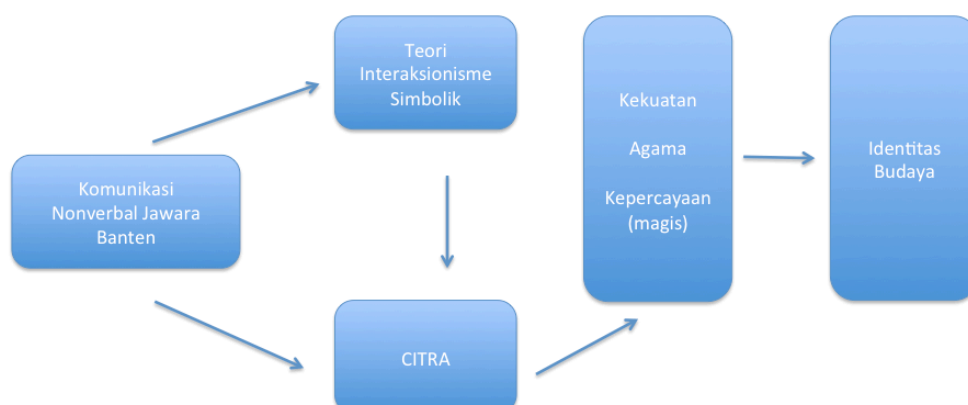 Komunikasi
Nonverbal Jawara
Banten
Teori
Interaksionisme
Simbolik
CITRA
Kekuatan
Agama
Kepercayaan
(magis)
Identitas
Budaya